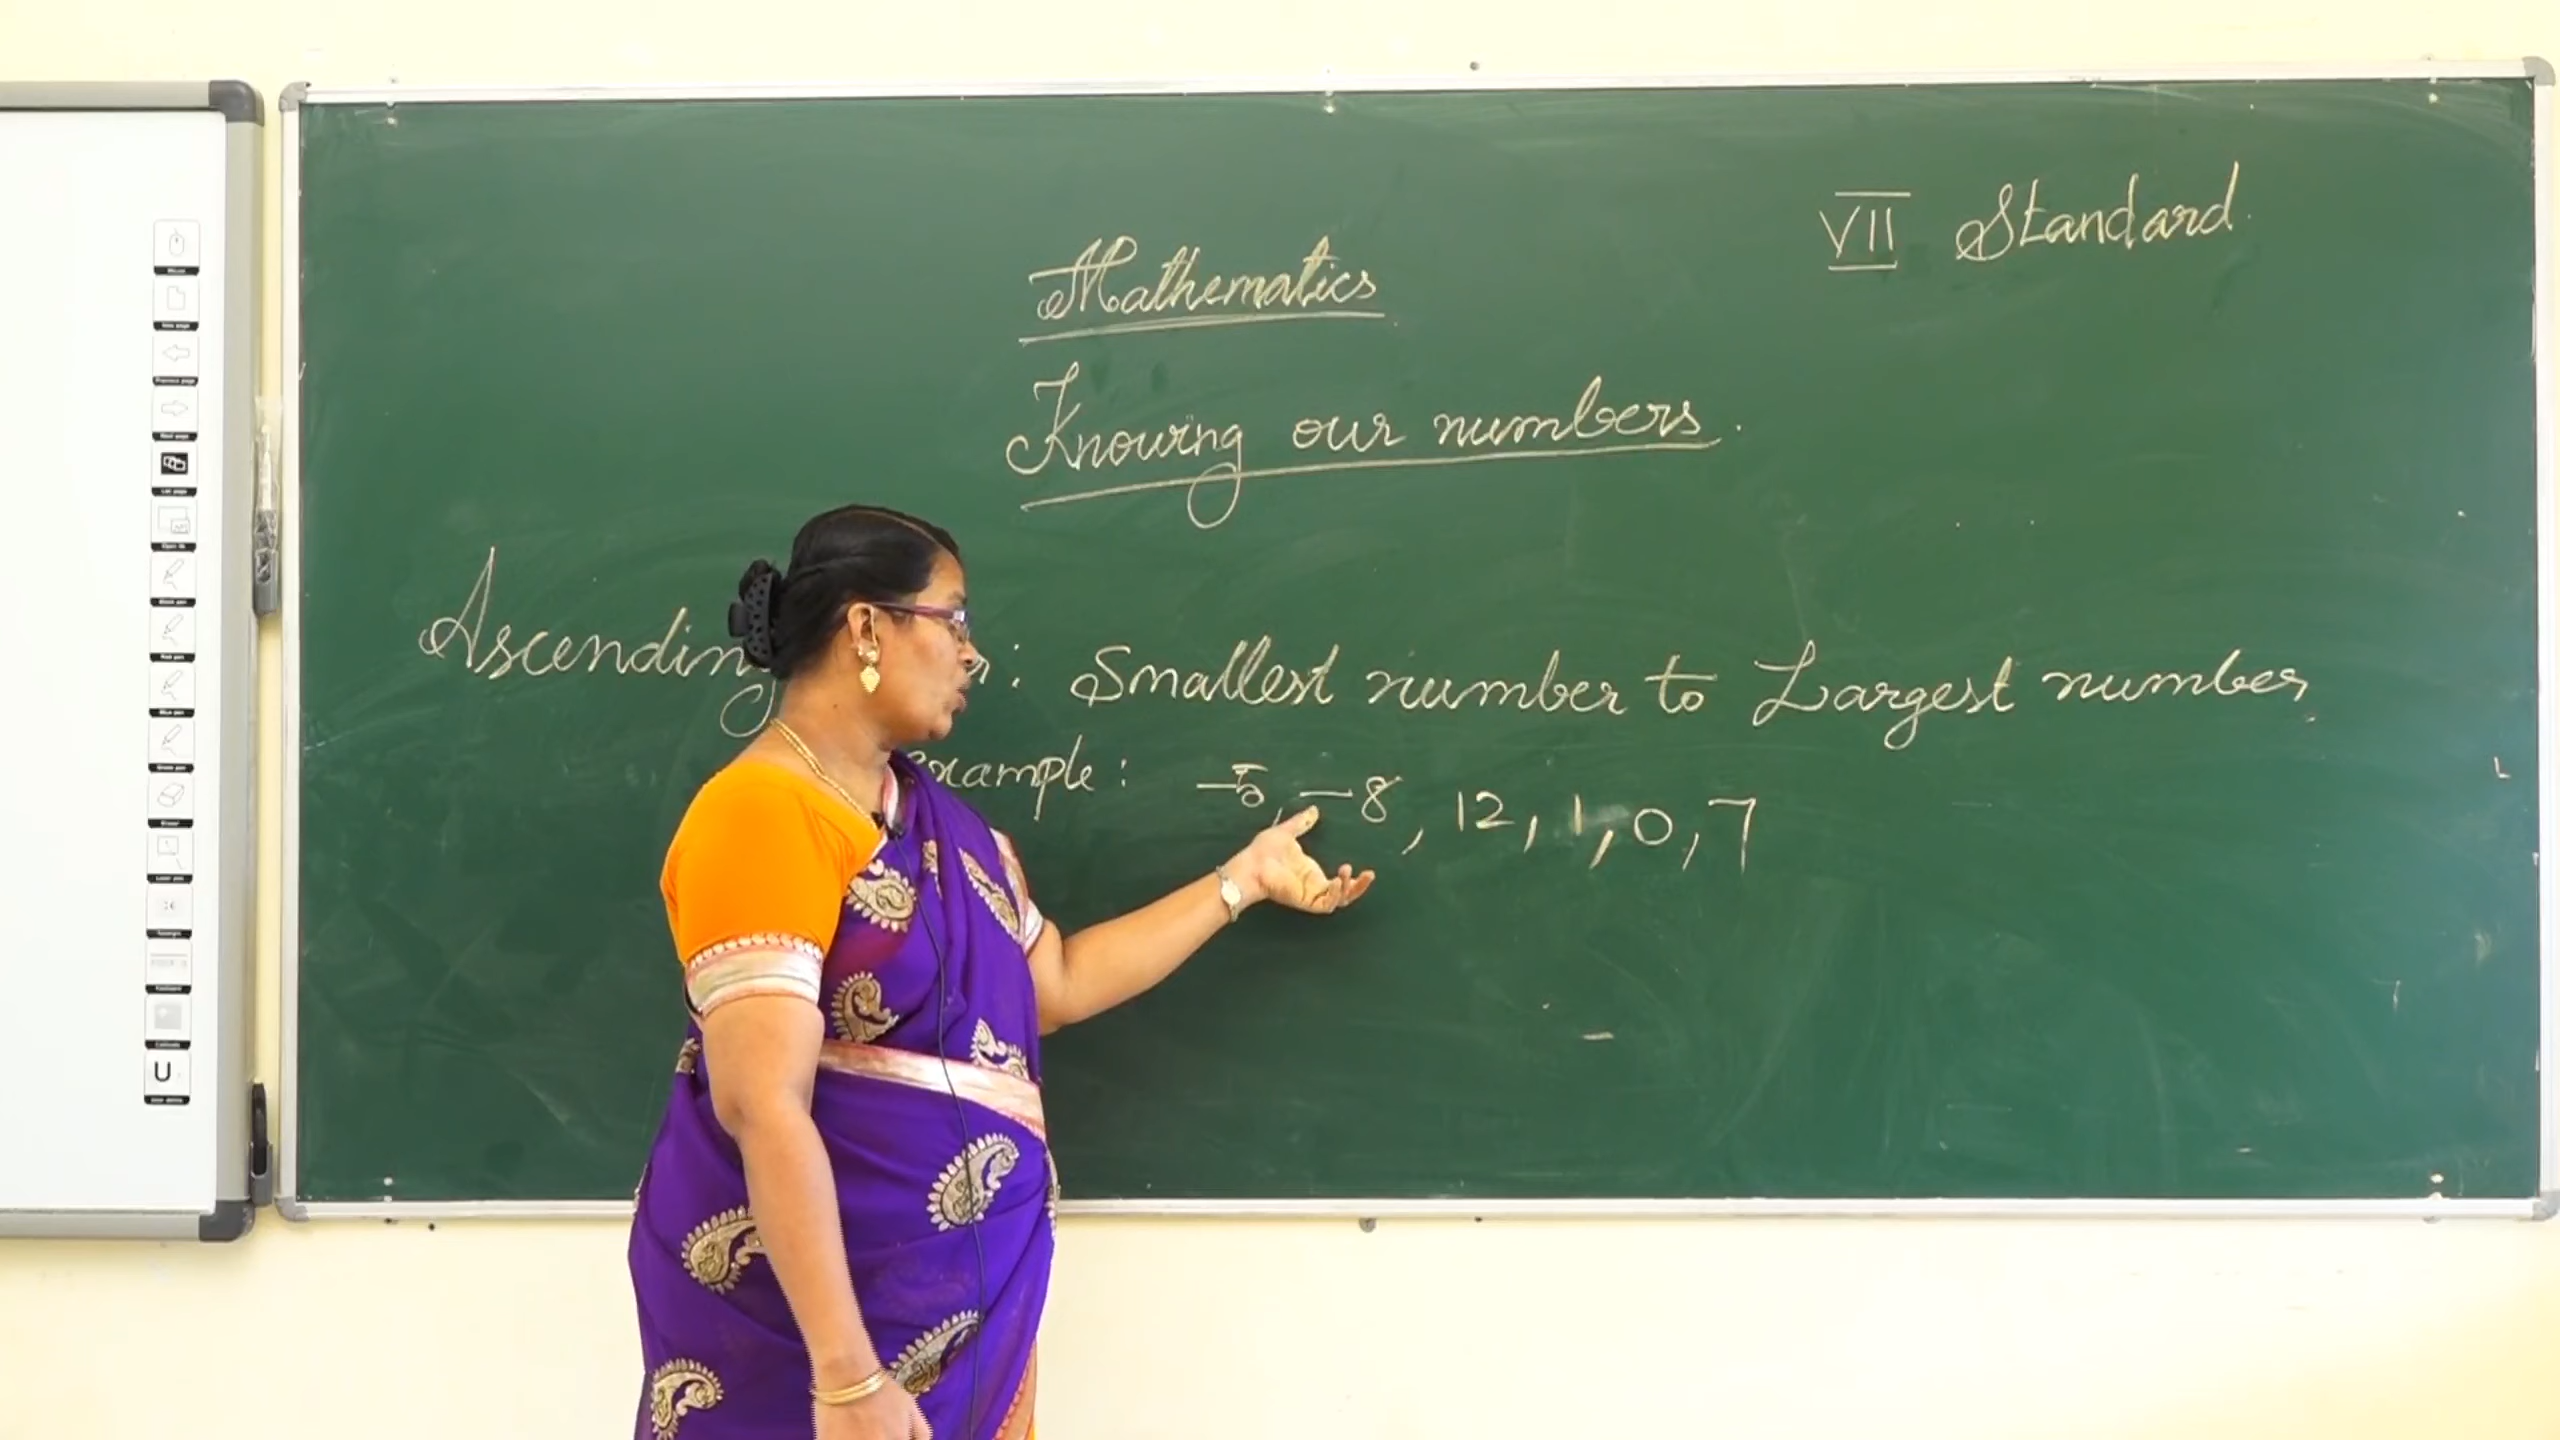 VII Standard.
Mathematics
Knowing our numbers.
Ascending : Smallest number to Largest number
example : -5, -8, 12, 1, 0, 7
U